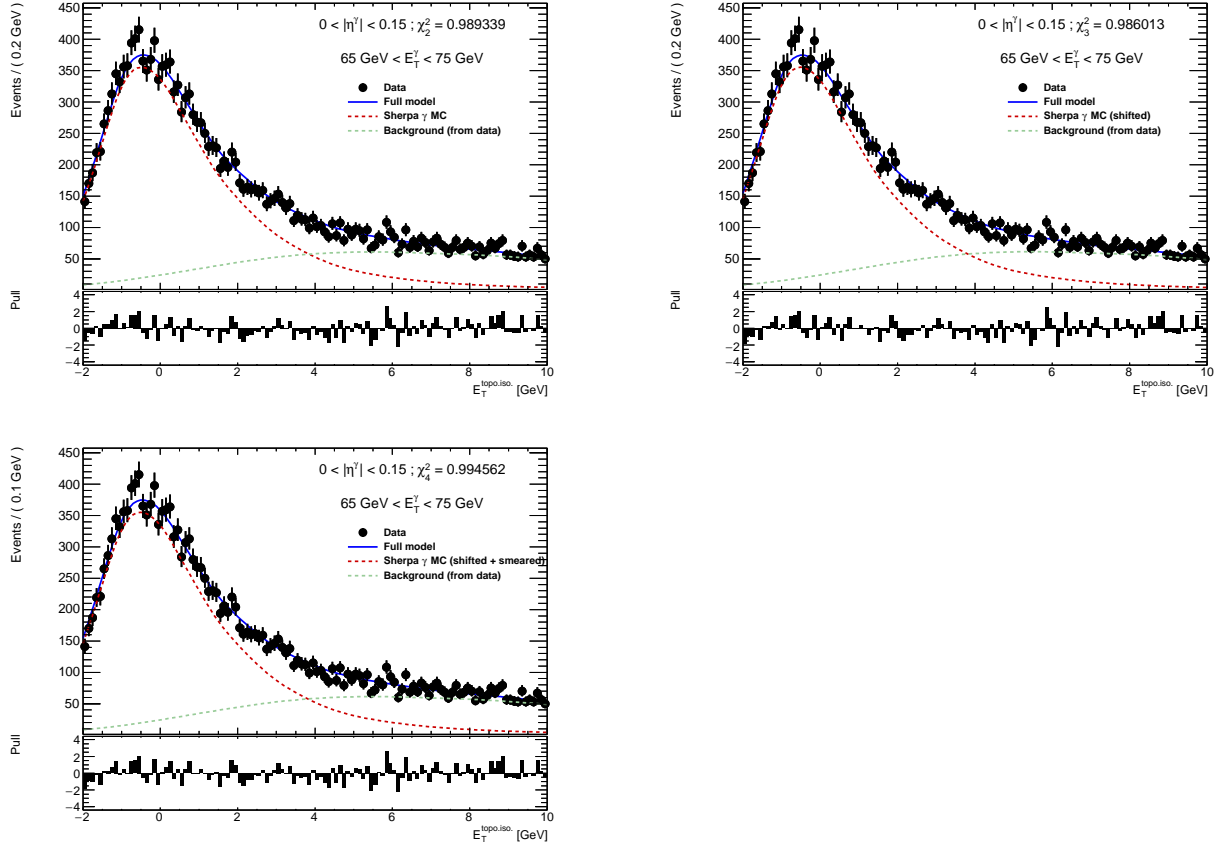 Events / ( 0.2 GeV )
450
400
350
300
250
200
150
100
50
0 < |η^γ| < 0.15 ; χ²₂ = 0.989339
65 GeV < E_T^γ < 75 GeV
Data
Full model
Sherpa γ MC
Background (from data)
Pull
4
2
0
−2
−4
−2 0 2 4 6 8 10
E_T^topo.iso. [GeV]
Events / ( 0.2 GeV )
450
400
350
300
250
200
150
100
50
0 < |η^γ| < 0.15 ; χ²₃ = 0.986013
65 GeV < E_T^γ < 75 GeV
Data
Full model
Sherpa γ MC (shifted)
Background (from data)
Pull
4
2
0
−2
−4
−2 0 2 4 6 8 10
E_T^topo.iso. [GeV]
Events / ( 0.1 GeV )
450
400
350
300
250
200
150
100
50
0 < |η^γ| < 0.15 ; χ²₄ = 0.994562
65 GeV < E_T^γ < 75 GeV
Data
Full model
Sherpa γ MC (shifted + smeared)
Background (from data)
Pull
4
2
0
−2
−4
−2 0 2 4 6 8 10
E_T^topo.iso. [GeV]